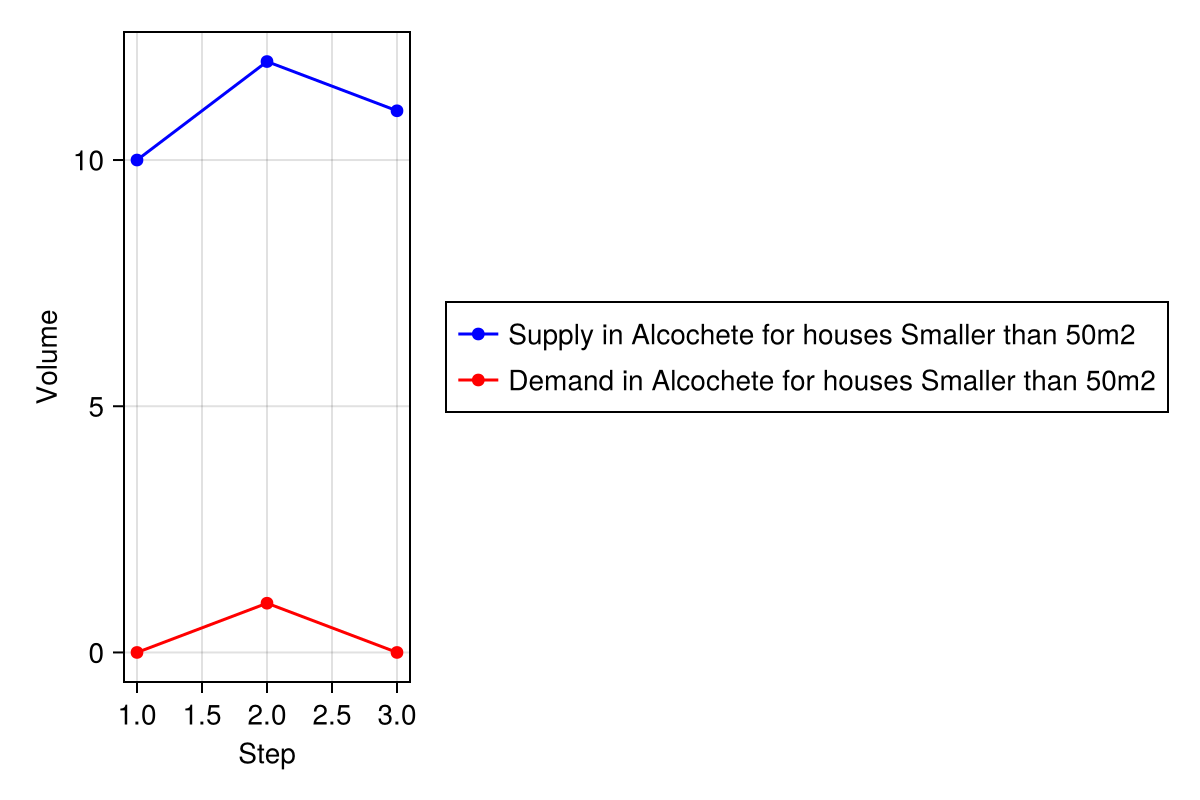 Volume
10
5
0
1.0 1.5 2.0 2.5 3.0
Step
Supply in Alcochete for houses Smaller than 50m2
Demand in Alcochete for houses Smaller than 50m2